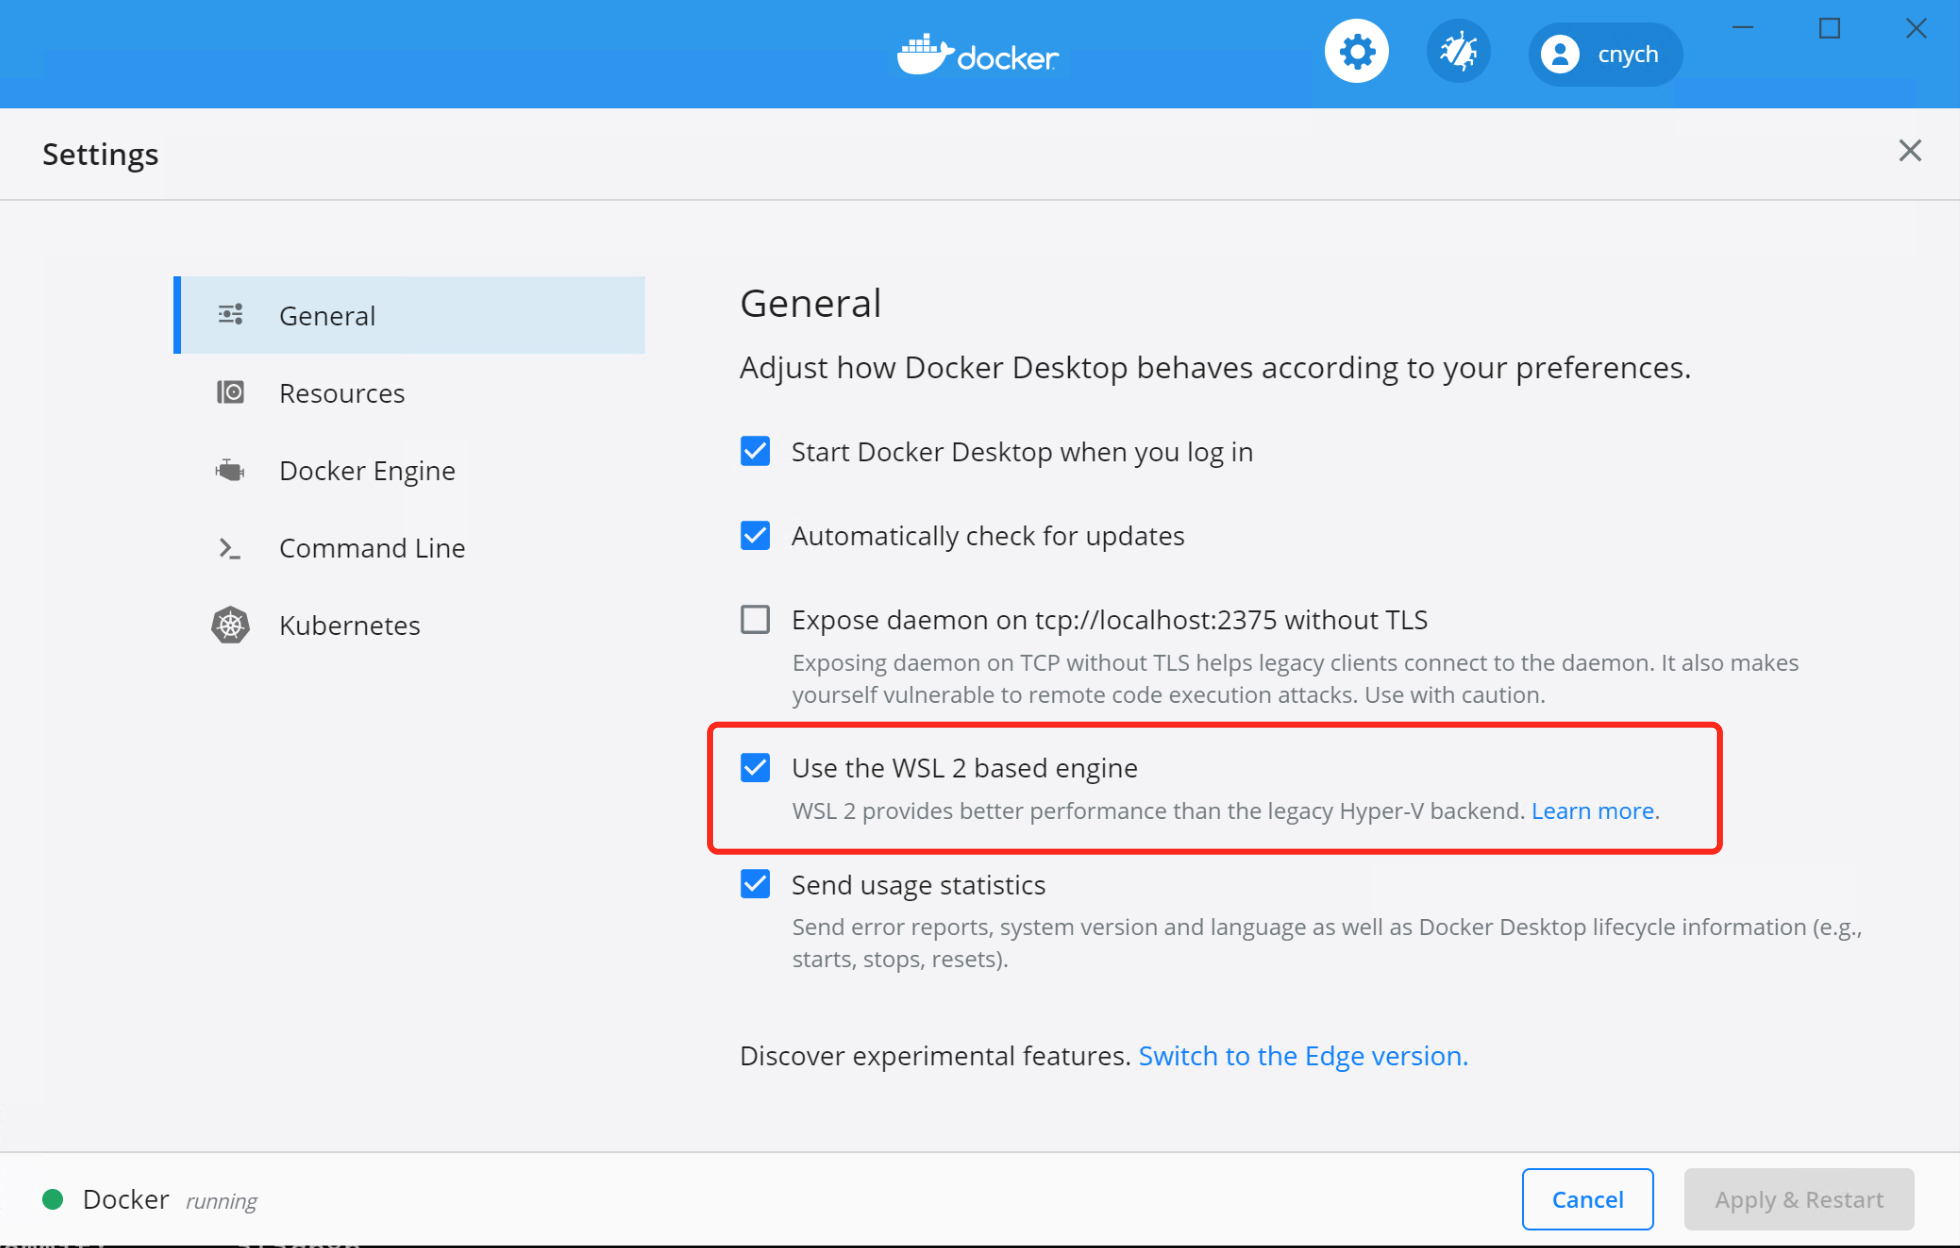 docker
cnych
Settings
General
Resources
Docker Engine
Command Line
Kubernetes
General
Adjust how Docker Desktop behaves according to your preferences.
Start Docker Desktop when you log in
Automatically check for updates
Expose daemon on tcp://localhost:2375 without TLS
Exposing daemon on TCP without TLS helps legacy clients connect to the daemon. It also makes
yourself vulnerable to remote code execution attacks. Use with caution.
Use the WSL 2 based engine
WSL 2 provides better performance than the legacy Hyper-V backend. Learn more.
Send usage statistics
Send error reports, system version and language as well as Docker Desktop lifecycle information (e.g.,
starts, stops, resets).
Discover experimental features. Switch to the Edge version.
Docker running
Cancel
Apply & Restart